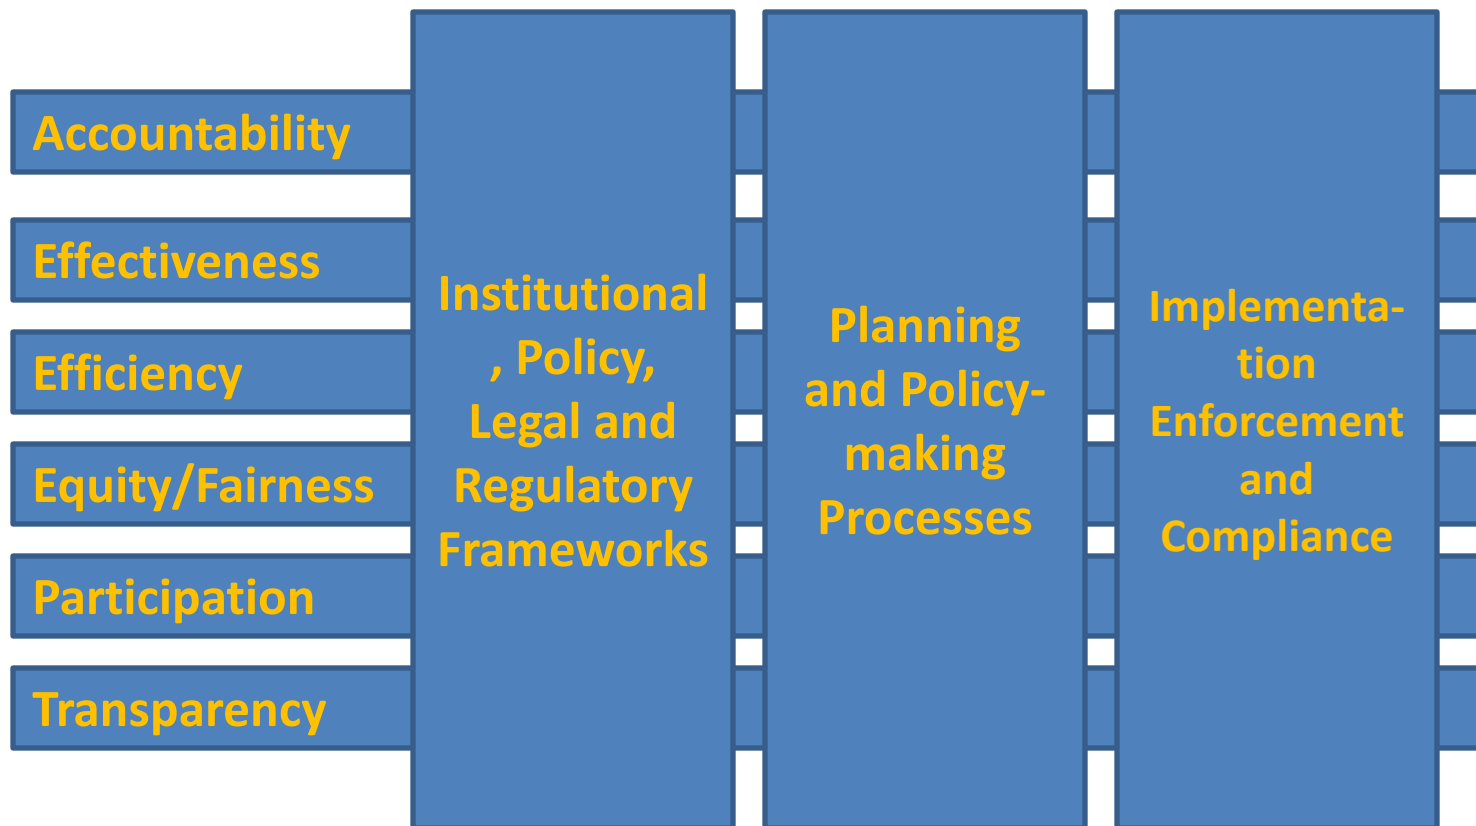 Accountability
Effectiveness
Efficiency
Equity/Fairness
Participation
Transparency
Institutional
, Policy,
Legal and
Regulatory
Frameworks
Planning
and Policy-
making
Processes
Implementa-
tion
Enforcement
and
Compliance